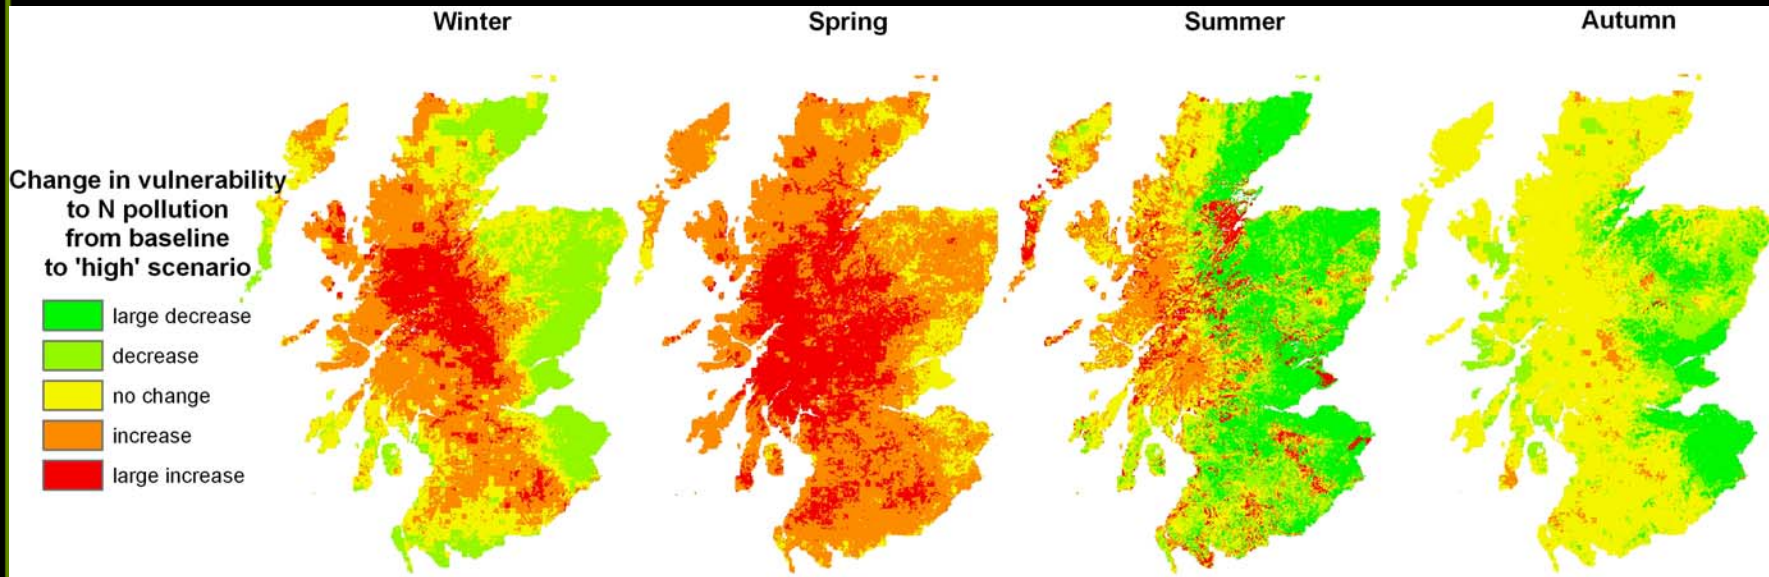 Winter
Spring
Summer
Autumn
Change in vulnerability
to N pollution
from baseline
to 'high' scenario
large decrease
decrease
no change
increase
large increase